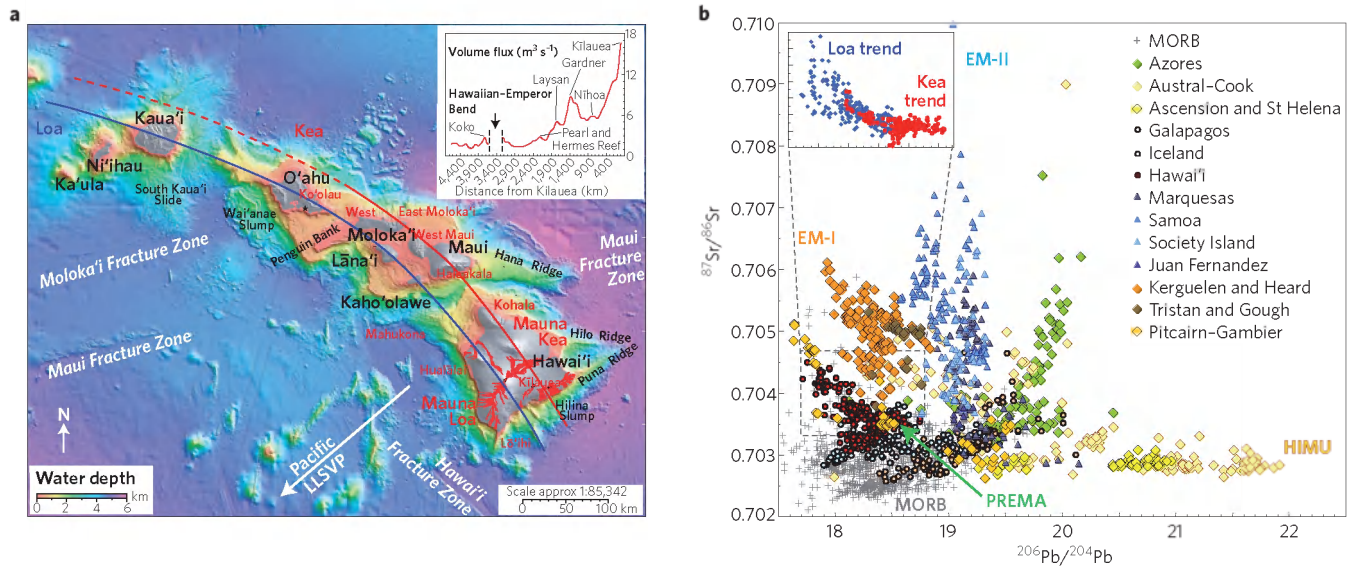 a
Volume flux (m³ s⁻¹)
Kīlauea
Gardner
Laysan
Hawaiian–Emperor
Bend
Nīhoa
Koko
Pearl and
Hermes Reef
18
12
6
0
4,400
3,900
3,400
2,900
2,400
1,900
1,400
900
400
Distance from Kīlauea (km)
Loa
Kaua'i
Kea
Ni'ihau
Ka'ula
South Kaua'i
Slide
O'ahu
Ko'olau
Wai'anae
Slump
West
East Moloka'i
Penguin Bank
Moloka'i
West Maui
Maui
Lāna'i
Haleakala
Hana Ridge
Maui
Fracture
Zone
Moloka'i Fracture Zone
Kaho'olawe
Kohala
Mahukona
Mauna
Kea
Hilo Ridge
Maui Fracture Zone
Hualālai
Hawai'i
Puna Ridge
Kīlauea
Mauna
Loa
Hilina
Slump
Lo'ihi
N
Pacific
LLSVP
Hawai'i
Fracture Zone
Water depth
km
0 2 4 6
Scale approx 1:85,342
0 50 100 km
b
0.710
0.709
0.708
0.707
0.706
0.705
0.704
0.703
0.702
⁸⁷Sr/⁸⁶Sr
Loa trend
Kea
trend
EM-II
EM-I
HIMU
PREMA
MORB
MORB
Azores
Austral–Cook
Ascension and St Helena
Galapagos
Iceland
Hawai'i
Marquesas
Samoa
Society Island
Juan Fernandez
Kerguelen and Heard
Tristan and Gough
Pitcairn–Gambier
18 19 20 21 22
²⁰⁶Pb/²⁰⁴Pb